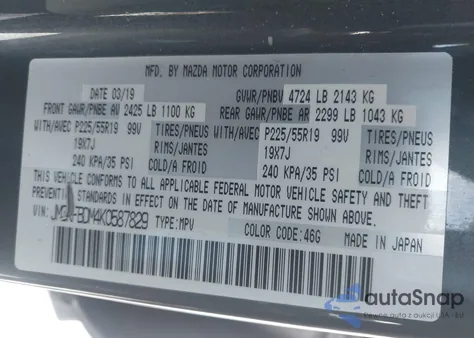 MFD. BY MAZDA MOTOR CORPORATION
DATE 03/19 GVWR/PNBV 4724 LB 2143 KG
FRONT GAWR/PNBE AV 2425 LB 1100 KG REAR GAWR/PNBE AR 2299 LB 1043 KG
WITH/AVEC P225/55R19 99V TIRES/PNEUS WITH/AVEC P225/55R19 99V TIRES/PNEUS
19X7J RIMS/JANTES 19X7J RIMS/JANTES
240 KPA/35 PSI COLD/A FROID 240 KPA/35 PSI COLD/A FROID
THIS VEHICLE CONFORMS TO ALL APPLICABLE FEDERAL MOTOR VEHICLE SAFETY AND THEFT
PREVENTION STANDARDS IN EFFECT ON THE DATE OF MANUFACTURE SHOWN ABOVE.
VIN: TYPE: MPV COLOR CODE: 46G MADE IN JAPAN
autoSnap